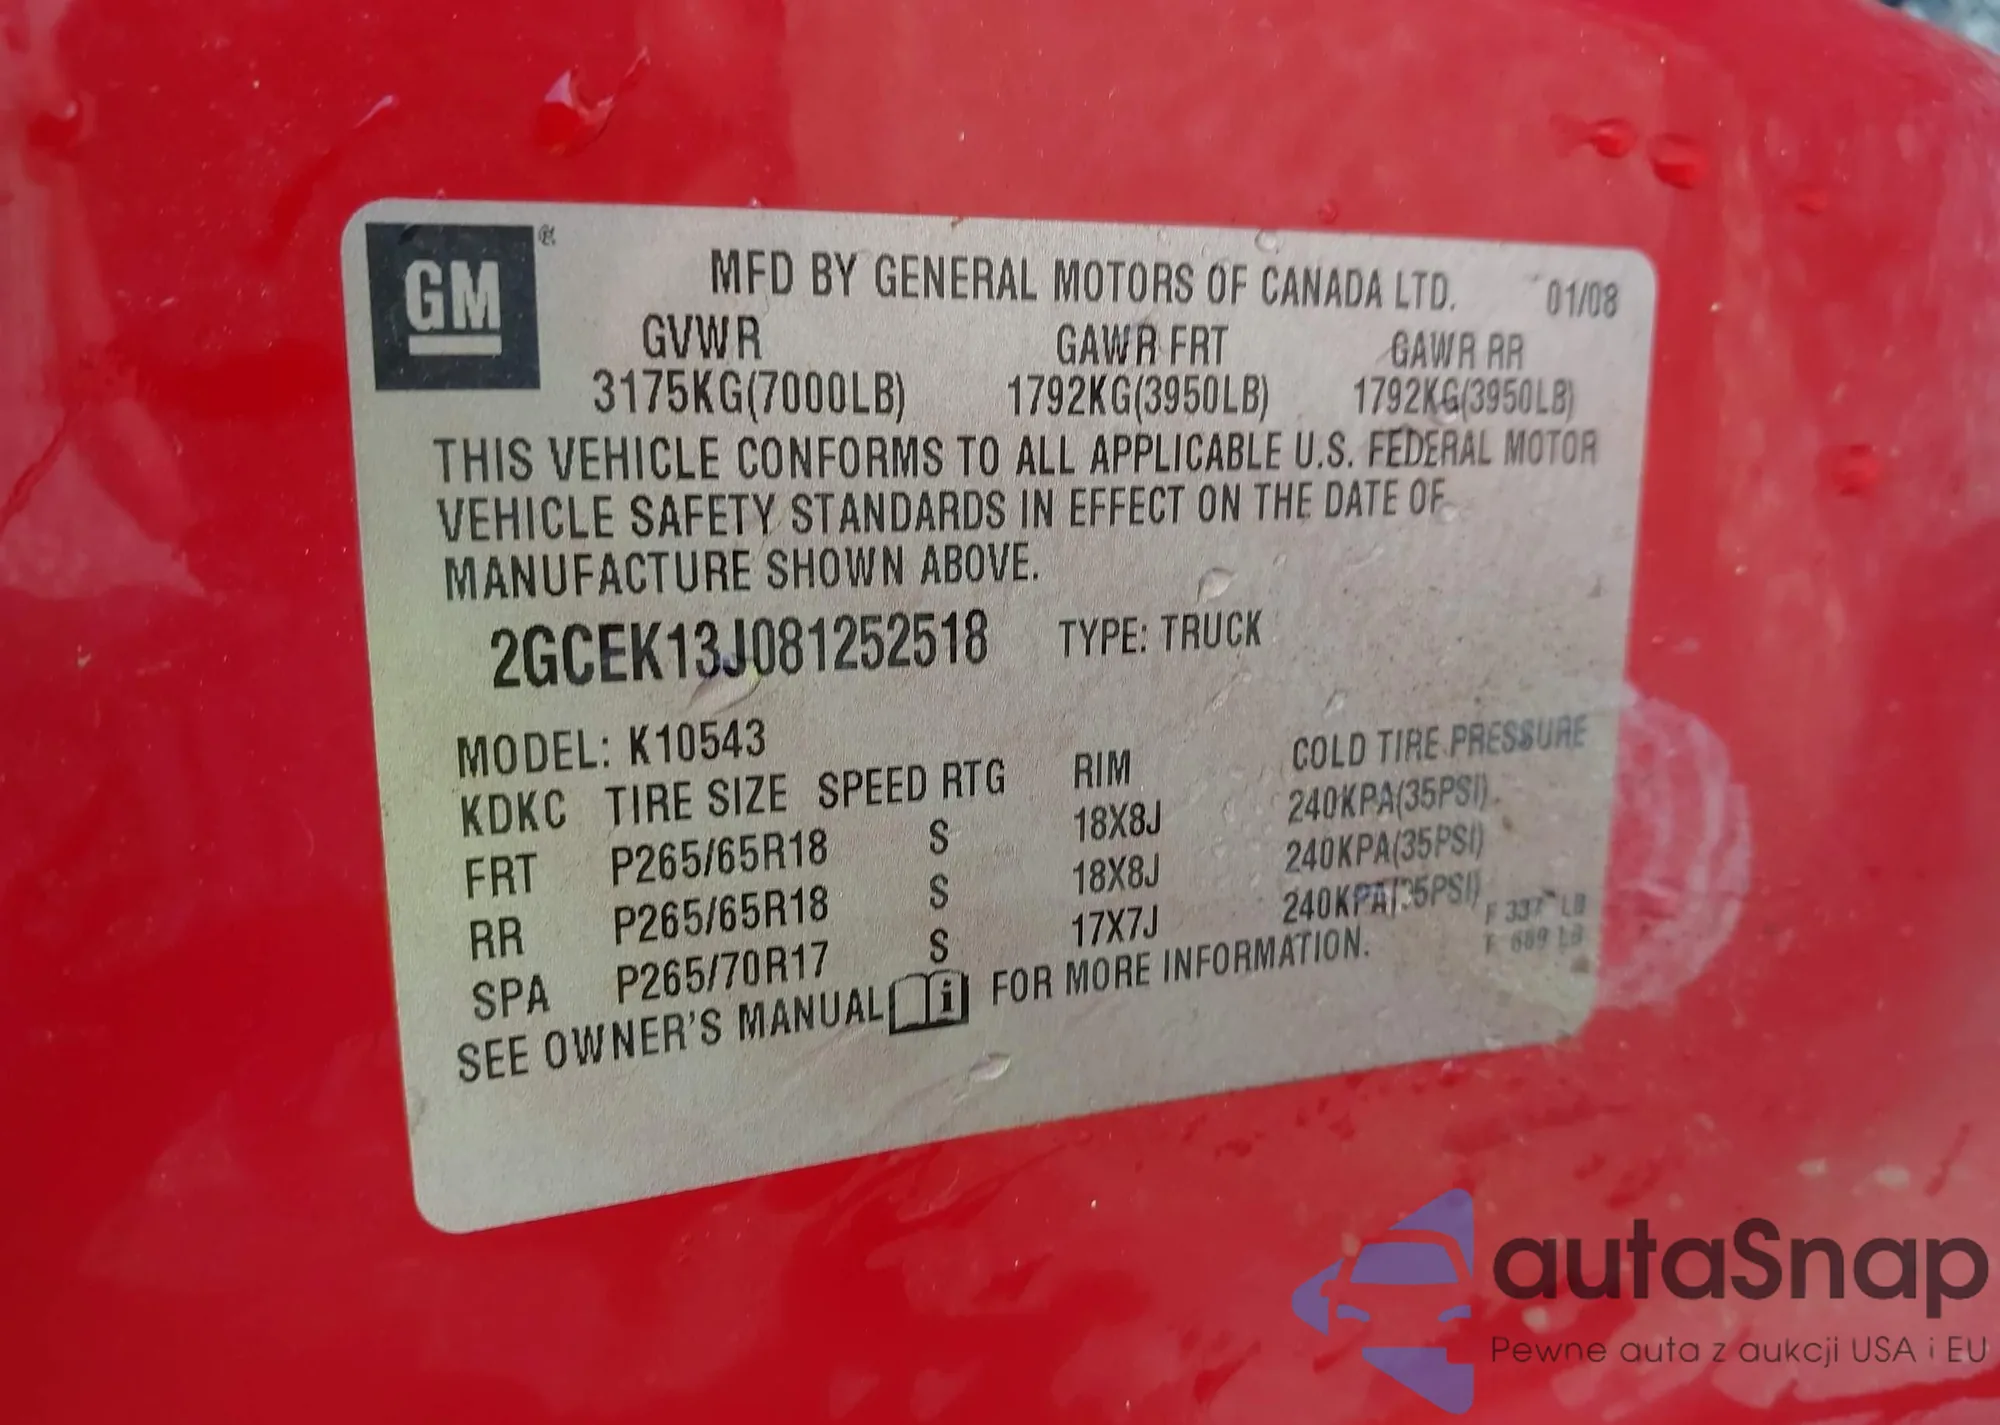 GM
MFD BY GENERAL MOTORS OF CANADA LTD. 01/08
GVWR GAWR FRT GAWR RR
3175KG(7000LB) 1792KG(3950LB) 1792KG(3950LB)
THIS VEHICLE CONFORMS TO ALL APPLICABLE U.S. FEDERAL MOTOR
VEHICLE SAFETY STANDARDS IN EFFECT ON THE DATE OF
MANUFACTURE SHOWN ABOVE.
2GCEK13J081252518 TYPE: TRUCK
MODEL: K10543
KDKC TIRE SIZE SPEED RTG RIM COLD TIRE PRESSURE
FRT P265/65R18 S 18X8J 240KPA(35PSI)
RR P265/65R18 S 18X8J 240KPA(35PSI)
SPA P265/70R17 S 17X7J 240KPA(35PSI)
SEE OWNER'S MANUAL i FOR MORE INFORMATION.
autaSnap
Pewne auta z aukcji USA i EU